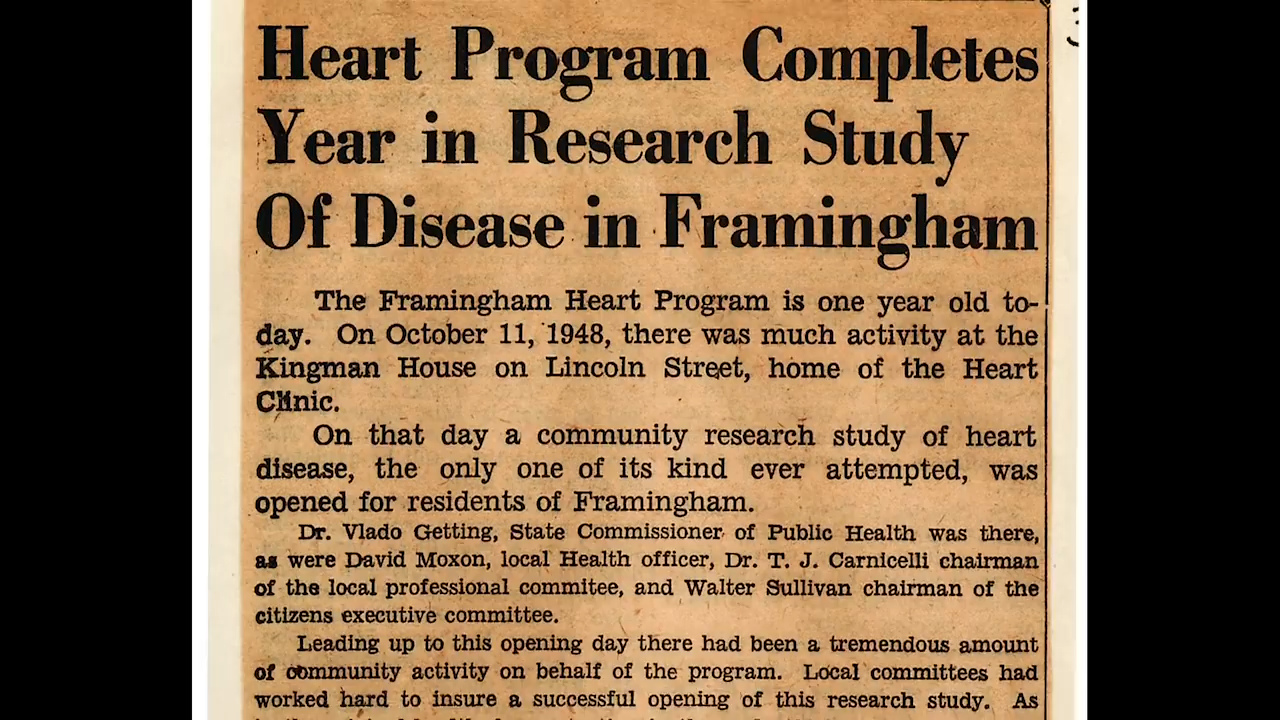 Heart Program Completes
Year in Research Study
Of Disease in Framingham
The Framingham Heart Program is one year old to-
day. On October 11, 1948, there was much activity at the
Kingman House on Lincoln Street, home of the Heart
Clinic.
On that day a community research study of heart
disease, the only one of its kind ever attempted, was
opened for residents of Framingham.
Dr. Vlado Getting, State Commissioner of Public Health was there,
as were David Moxon, local Health officer, Dr. T. J. Carnicelli chairman
of the local professional commitee, and Walter Sullivan chairman of the
citizens executive committee.
Leading up to this opening day there had been a tremendous amount
of community activity on behalf of the program. Local committees had
worked hard to insure a successful opening of this research study. As